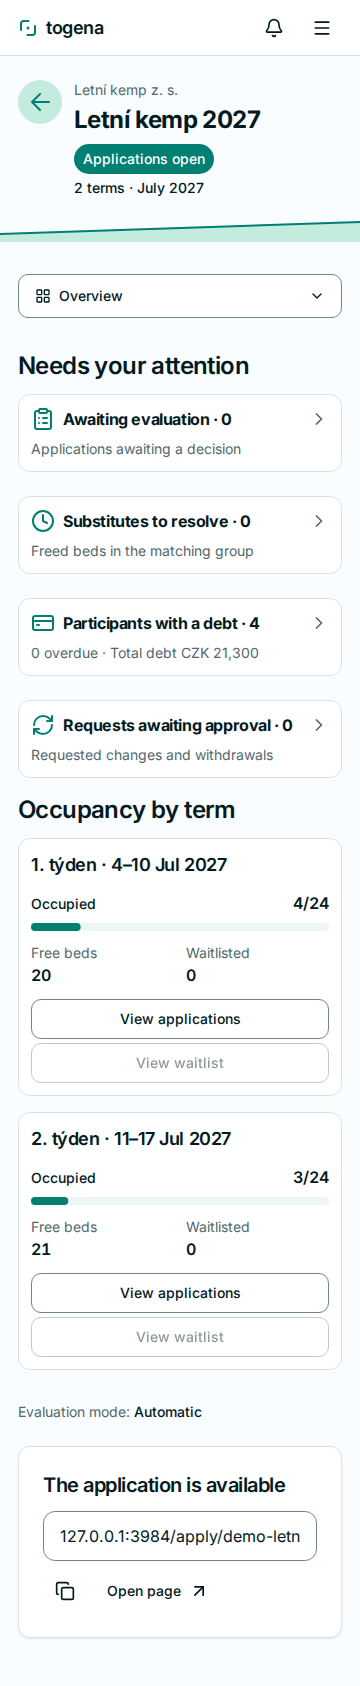 togena
Letní kemp z. s.
Letní kemp 2027
Applications open
2 terms · July 2027
Overview
Needs your attention
Awaiting evaluation · 0
Applications awaiting a decision
Substitutes to resolve · 0
Freed beds in the matching group
Participants with a debt · 4
0 overdue · Total debt CZK 21,300
Requests awaiting approval · 0
Requested changes and withdrawals
Occupancy by term
1. týden · 4–10 Jul 2027
Occupied 4/24
Free beds Waitlisted
20 0
View applications
View waitlist
2. týden · 11–17 Jul 2027
Occupied 3/24
Free beds Waitlisted
21 0
View applications
View waitlist
Evaluation mode: Automatic
The application is available
127.0.0.1:3984/apply/demo-letn
Open page